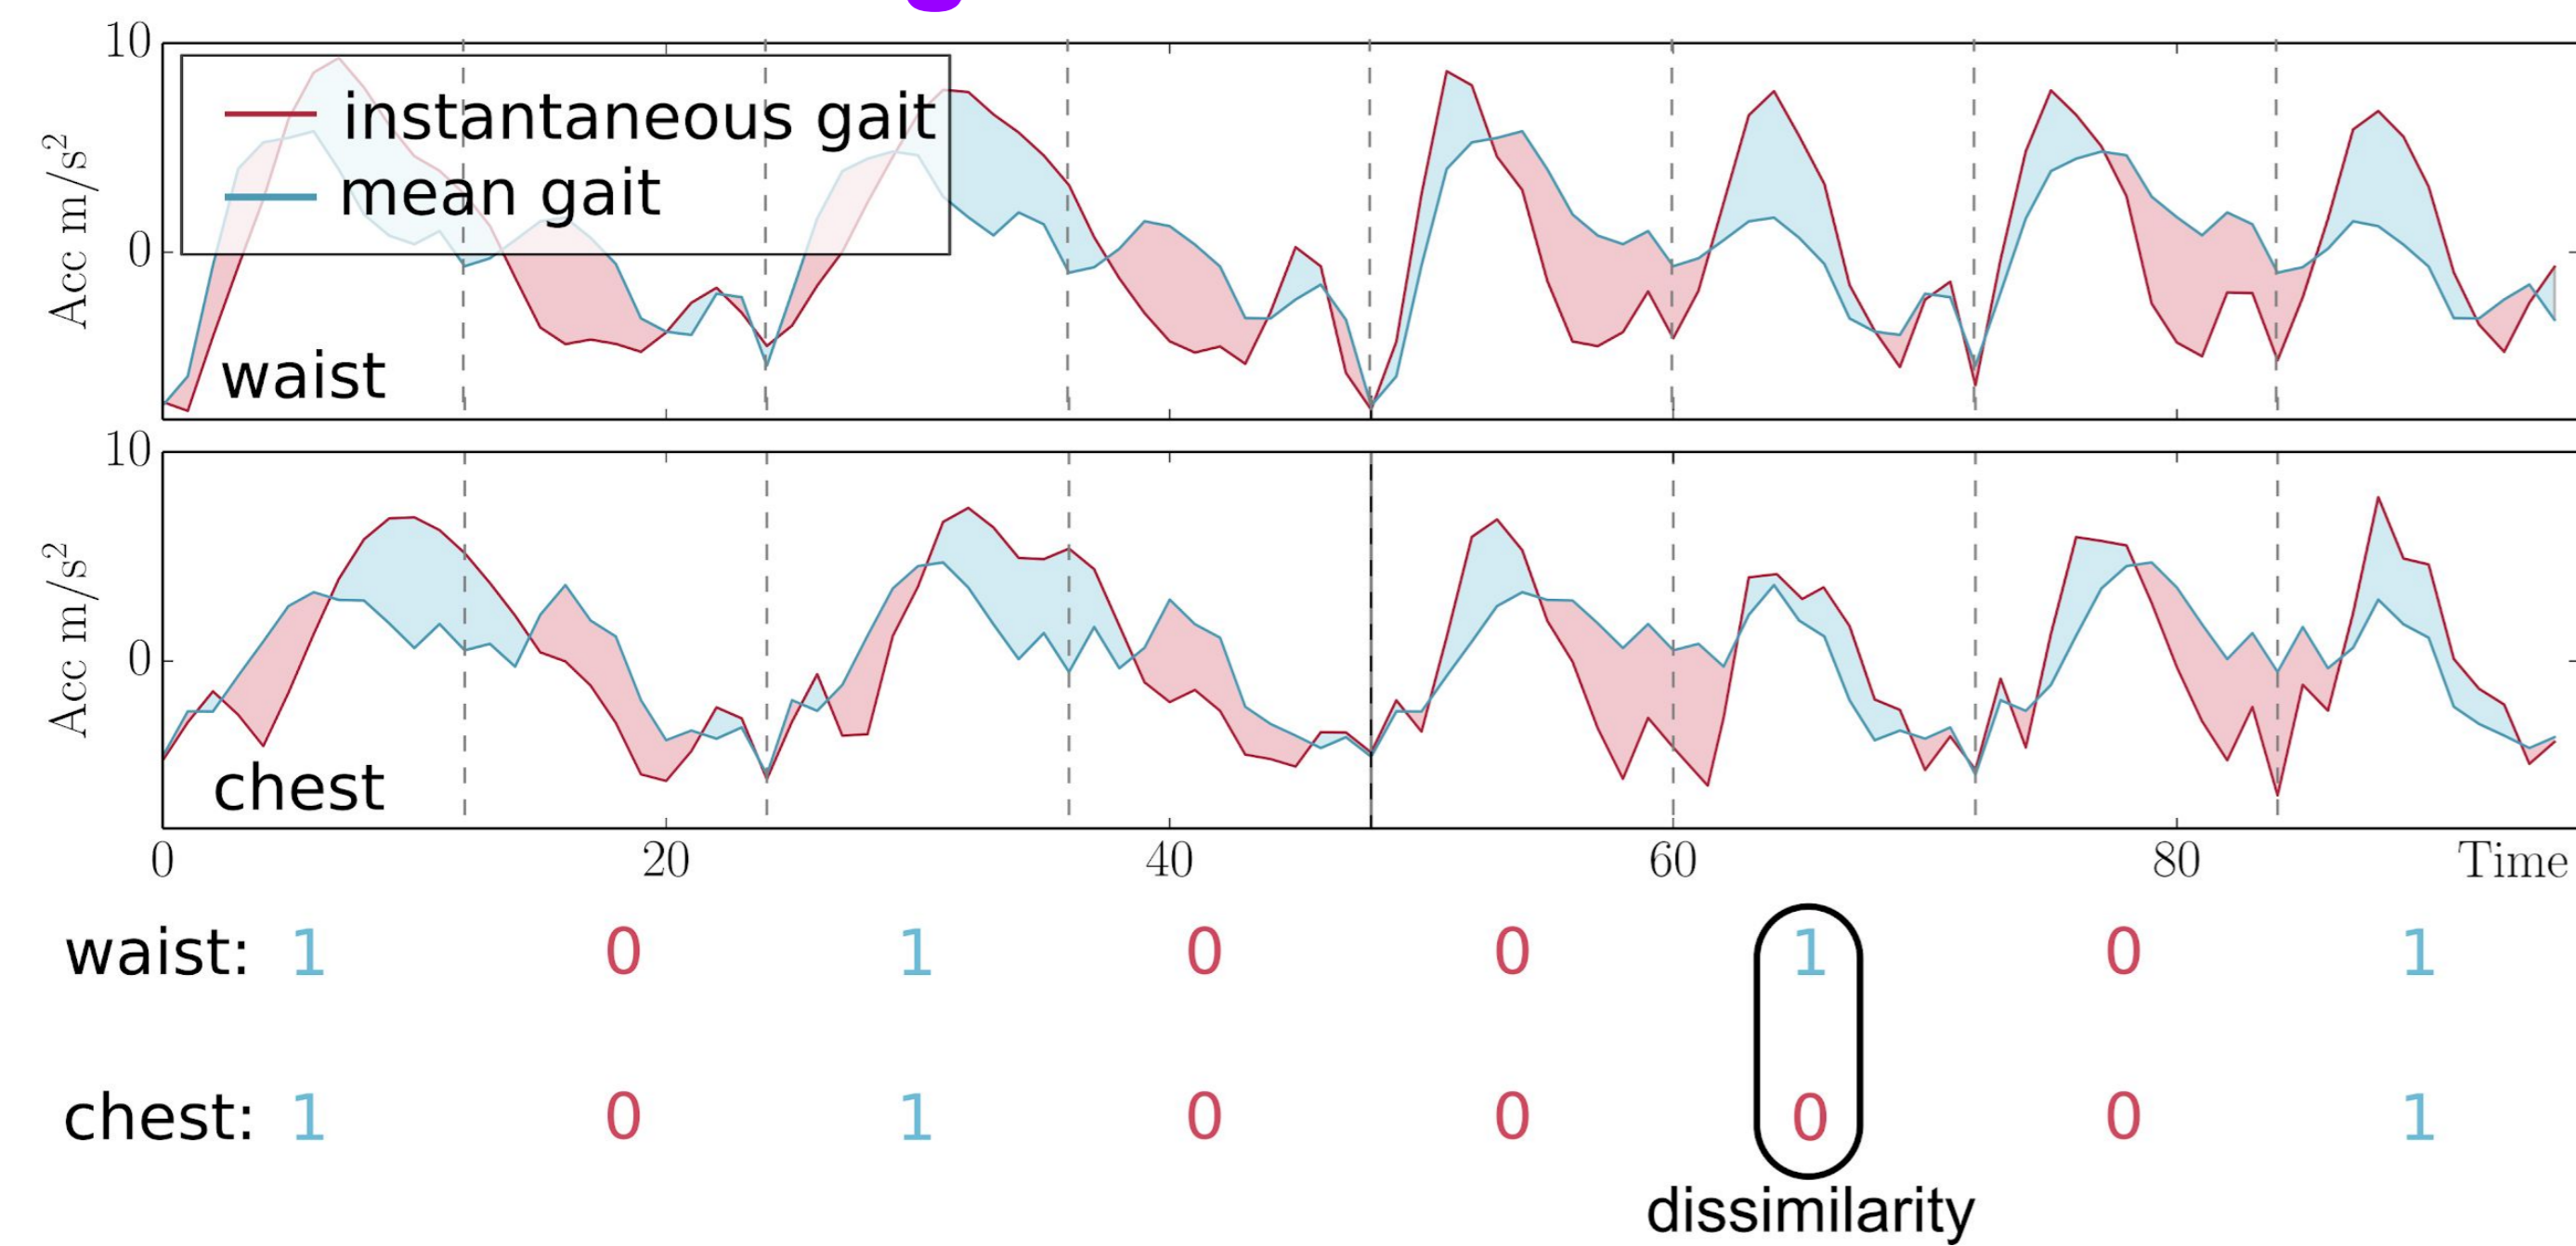 10
instantaneous gait
mean gait
0
Acc m/s²
waist
10
0
Acc m/s²
chest
0 20 40 60 80 Time
waist: 1 0 1 0 0 1 0 1
chest: 1 0 1 0 0 0 0 1
dissimilarity